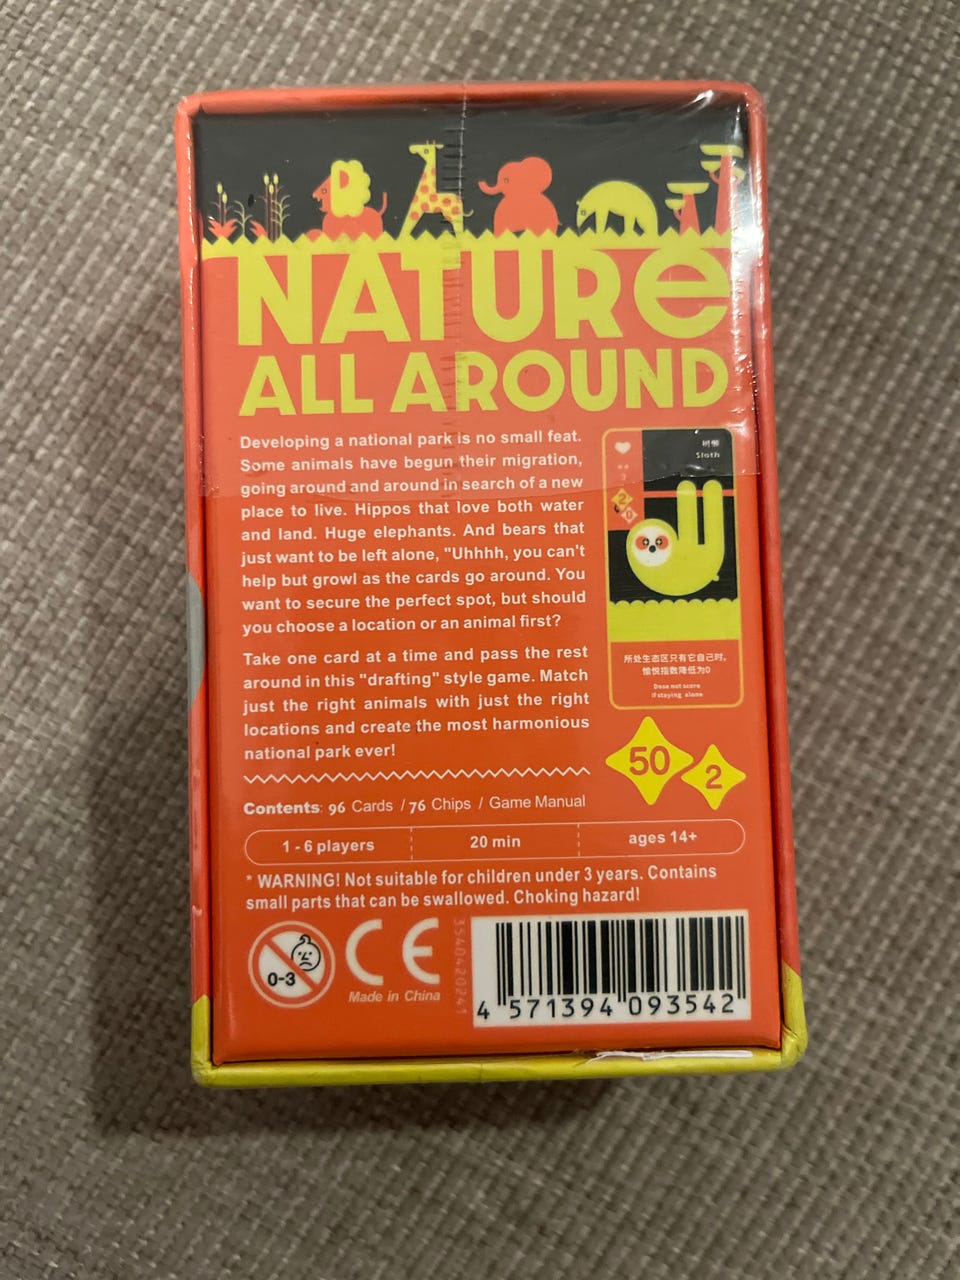 NATURe
ALL AROUND
Developing a national park is no small feat.
Some animals have begun their migration,
going around and around in search of a new
place to live. Hippos that love both water
and land. Huge elephants. And bears that
just want to be left alone, "Uhhhh, you can't
help but growl as the cards go around. You
want to secure the perfect spot, but should
you choose a location or an animal first?
Take one card at a time and pass the rest
around in this "drafting" style game. Match
just the right animals with just the right
locations and create the most harmonious
national park ever!
树懒
Sloth
2
0
所处生态区只有它自己时,
愉悦指数降低为0
Dose not score
if staying alone
50
2
Contents: 96 Cards / 76 Chips / Game Manual
1 - 6 players
20 min
ages 14+
* WARNING! Not suitable for children under 3 years. Contains
small parts that can be swallowed. Choking hazard!
0-3
CE
Made in China
4 571394 093542